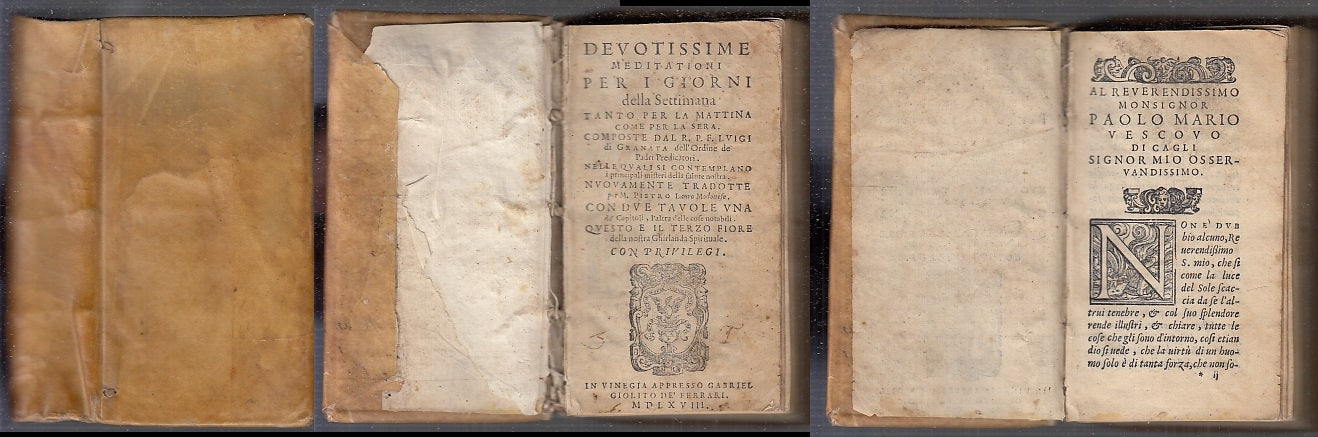 DEVOTISSIME
MEDITATIONI
PER I GIORNI
della Settimana
TANTO PER LA MATTINA
COME PER LA SERA.
COMPOSTE DAL R. P. F. LVIGI
di GRANATA dell'Ordine de'
Padri Predicatori.
NELLE QVALI SI CONTEMPLANO
i principali misteri della salute nostra.
NVOVAMENTE TRADOTTE
per M. PIETRO Lauro Modonese.
CON DVE TAVOLE VNA
de' Capitoli, l'altra delle cose notabili.
QVESTO E IL TERZO FIORE
della nostra Ghirlanda Spirituale.
CON PRIVILEGI.
IN VINEGIA APPRESSO GABRIEL
GIOLITO DE' FERRARI.
MDLXVIII.
AL REVERENDISSIMO
MONSIGNOR
PAOLO MARIO
VESCOVO
DI CAGLI
SIGNOR MIO OSSER-
VANDISSIMO.
NON E' DVB
bio alcuno, Re
uerendißimo
S. mio, che ſi
come la luce
del Sole ſcac-
cia da ſe l'al-
trui tenebre, & col ſuo ſplendore
rende illuſtri, & chiare, tutte le
coſe che gli ſono d'intorno, coſi etian
dio ſi uede, che la uirtù di un huo-
mo ſolo è di tanta forza, che non ſo-
* ij